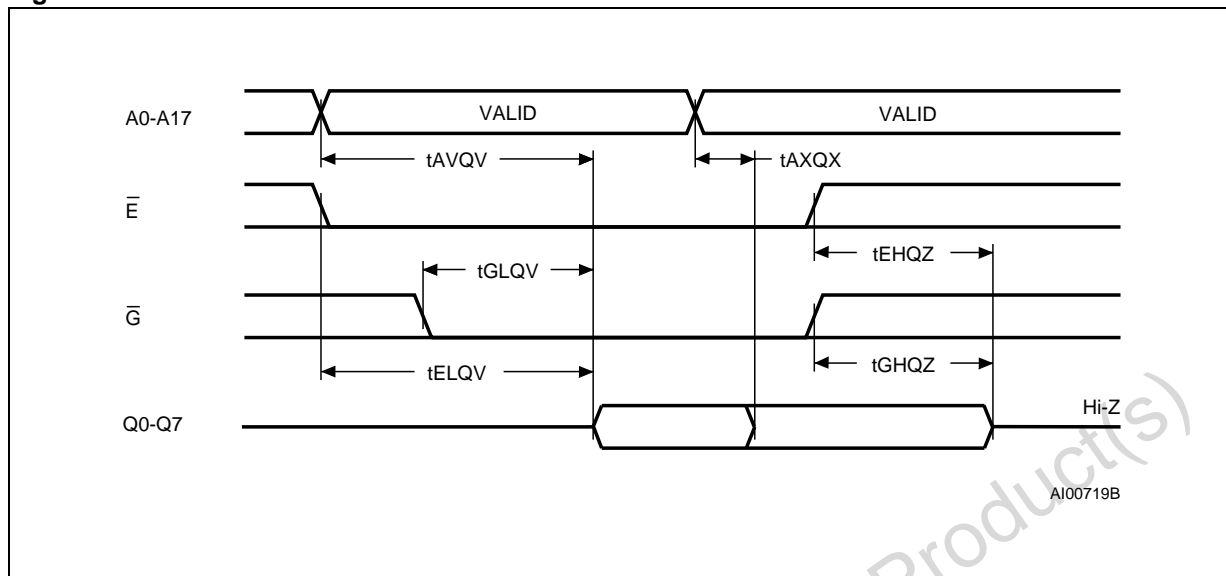 A0-A17
VALID
VALID
tAVQV
tAXQX
E̅
tEHQZ
tGLQV
G̅
tGHQZ
tELQV
Q0-Q7
Hi-Z
AI00719B
Product(s)